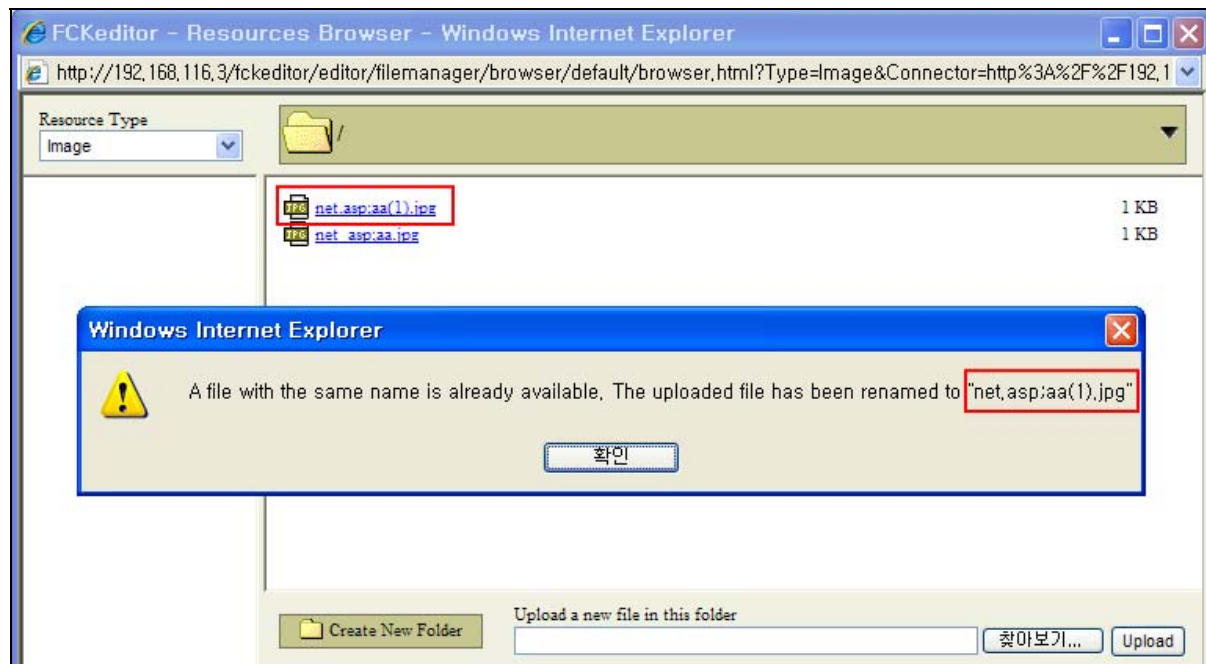 FCKeditor - Resources Browser - Windows Internet Explorer
http://192.168.116.3/fckeditor/editor/filemanager/browser/default/browser.html?Type=Image&Connector=http%3A%2F%2F192.1
Resource Type
Image
/
net.asp;aa(1).jpg 1 KB
net_asp;aa.jpg 1 KB
Windows Internet Explorer
A file with the same name is already available. The uploaded file has been renamed to "net.asp;aa(1).jpg"
확인
Create New Folder
Upload a new file in this folder
찾아보기... Upload